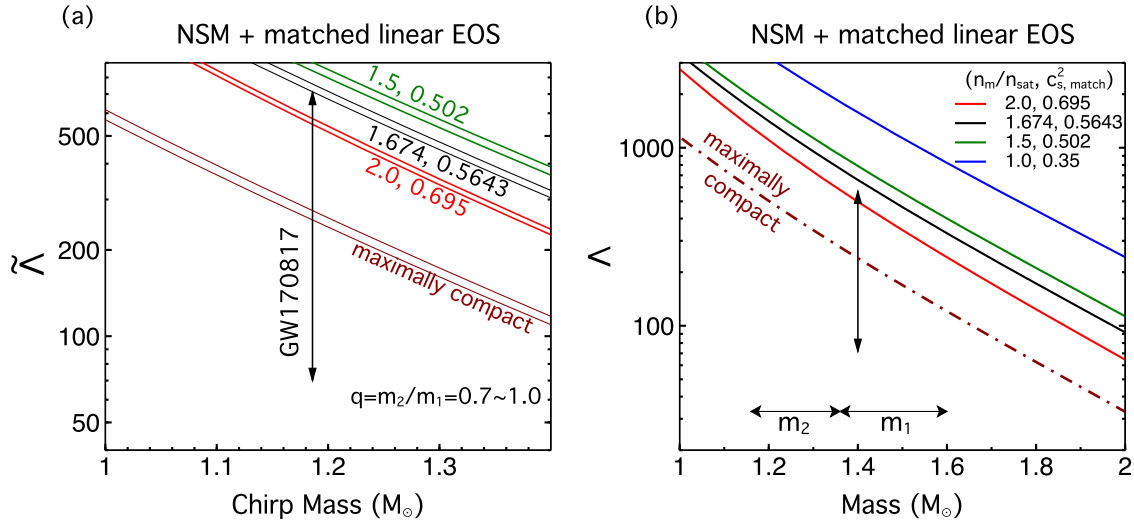 (a)
NSM + matched linear EOS
500
200
100
50
Λ̃
1.5, 0.502
1.674, 0.5643
2.0, 0.695
maximally compact
GW170817
q=m₂/m₁=0.7~1.0
1
1.1
1.2
1.3
Chirp Mass (M☉)
(b)
NSM + matched linear EOS
(nₘ/nₛₐₜ, c²ₛ, ₘₐₜ𝒸ₕ)
2.0, 0.695
1.674, 0.5643
1.5, 0.502
1.0, 0.35
1000
100
Λ
maximally
compact
m₂
m₁
1
1.2
1.4
1.6
1.8
2
Mass (M☉)